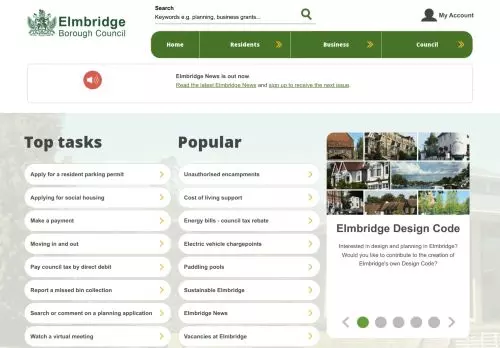 Elmbridge
Borough Council
Search
Keywords e.g. planning, business grants...
My Account
Home
Residents
Business
Council
Elmbridge News is out now
Read the latest Elmbridge News and sign up to receive the next issue.
Top tasks
Apply for a resident parking permit
Applying for social housing
Make a payment
Moving in and out
Pay council tax by direct debit
Report a missed bin collection
Search or comment on a planning application
Watch a virtual meeting
Popular
Unauthorised encampments
Cost of living support
Energy bills - council tax rebate
Electric vehicle chargepoints
Paddling pools
Sustainable Elmbridge
Elmbridge News
Vacancies at Elmbridge
Elmbridge Design Code
Interested in design and planning in Elmbridge?
Would you like to contribute to the creation of
Elmbridge's own Design Code?